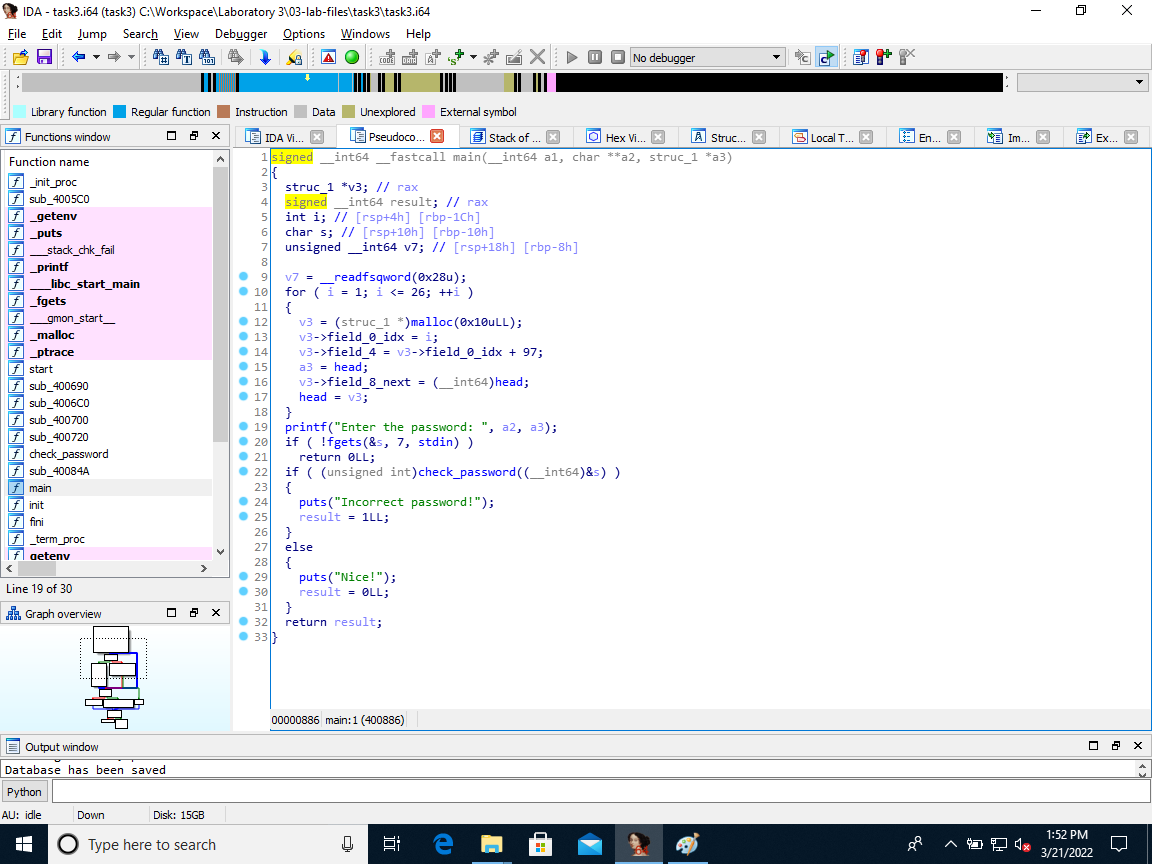 IDA - task3.i64 (task3) C:\Workspace\Laboratory 3\03-lab-files\task3\task3.i64
File Edit Jump Search View Debugger Options Windows Help
No debugger
Library function Regular function Instruction Data Unexplored External symbol
Functions window
IDA Vi... Pseudoco... Stack of ... Hex Vi... Struc... Local T... En... Im... Ex...
Function name
_init_proc
sub_4005C0
_getenv
_puts
___stack_chk_fail
_printf
___libc_start_main
_fgets
___gmon_start__
_malloc
_ptrace
start
sub_400690
sub_4006C0
sub_400700
sub_400720
check_password
sub_40084A
main
init
fini
_term_proc
getenv
Line 19 of 30
Graph overview
1 signed __int64 __fastcall main(__int64 a1, char **a2, struc_1 *a3)
2 {
3 struc_1 *v3; // rax
4 signed __int64 result; // rax
5 int i; // [rsp+4h] [rbp-1Ch]
6 char s; // [rsp+10h] [rbp-10h]
7 unsigned __int64 v7; // [rsp+18h] [rbp-8h]
8
9 v7 = __readfsqword(0x28u);
10 for ( i = 1; i <= 26; ++i )
11 {
12 v3 = (struc_1 *)malloc(0x10uLL);
13 v3->field_0_idx = i;
14 v3->field_4 = v3->field_0_idx + 97;
15 a3 = head;
16 v3->field_8_next = (__int64)head;
17 head = v3;
18 }
19 printf("Enter the password: ", a2, a3);
20 if ( !fgets(&s, 7, stdin) )
21 return 0LL;
22 if ( (unsigned int)check_password((__int64)&s) )
23 {
24 puts("Incorrect password!");
25 result = 1LL;
26 }
27 else
28 {
29 puts("Nice!");
30 result = 0LL;
31 }
32 return result;
33 }
00000886 main:1 (400886)
Output window
Database has been saved
Python
AU: idle Down Disk: 15GB
Type here to search
1:52 PM
3/21/2022